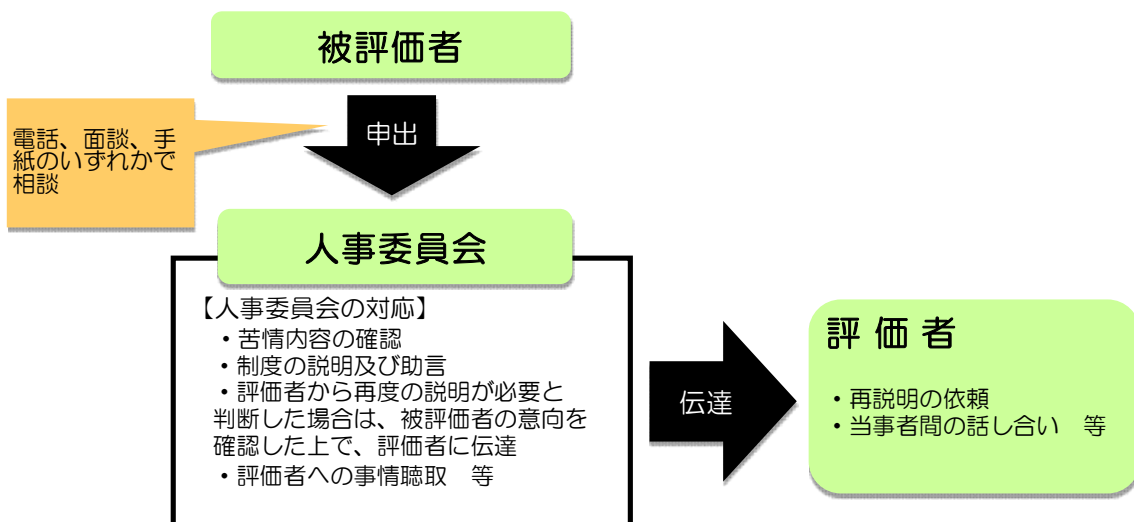 被評価者
電話、面談、手
紙のいずれかで
相談
申出
人事委員会
【人事委員会の対応】
・苦情内容の確認
・制度の説明及び助言
・評価者から再度の説明が必要と
判断した場合は、被評価者の意向を
確認した上で、評価者に伝達
・評価者への事情聴取　等
伝達
評 価 者
・再説明の依頼
・当事者間の話し合い　等